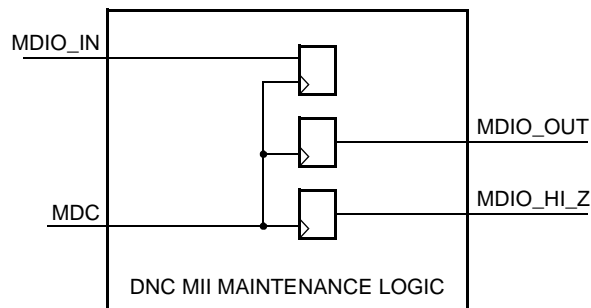 MDIO_IN
MDIO_OUT
MDIO_HI_Z
MDC
DNC MII MAINTENANCE LOGIC